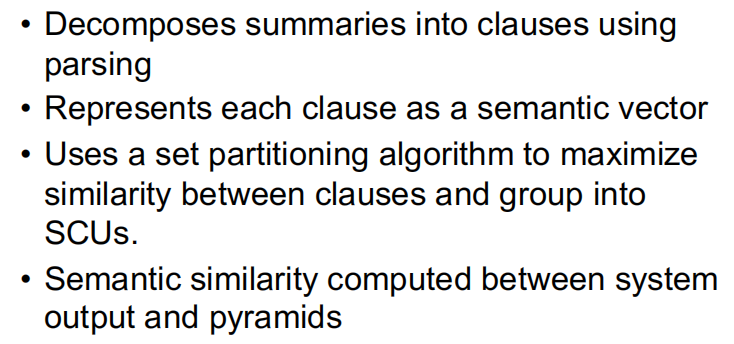 • Decomposes summaries into clauses using
parsing
• Represents each clause as a semantic vector
• Uses a set partitioning algorithm to maximize
similarity between clauses and group into
SCUs.
• Semantic similarity computed between system
output and pyramids